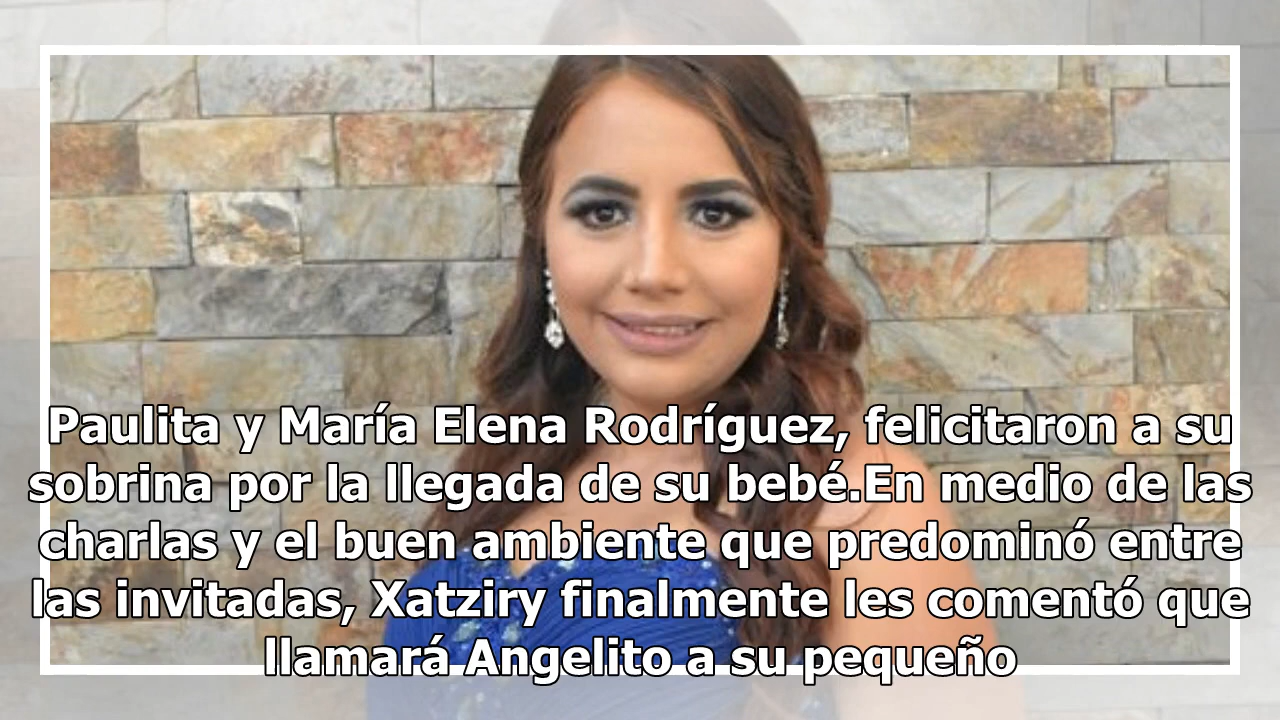 Paulita y María Elena Rodríguez, felicitaron a su
sobrina por la llegada de su bebé.En medio de las
charlas y el buen ambiente que predominó entre
las invitadas, Xatziry finalmente les comentó que
llamará Angelito a su pequeño